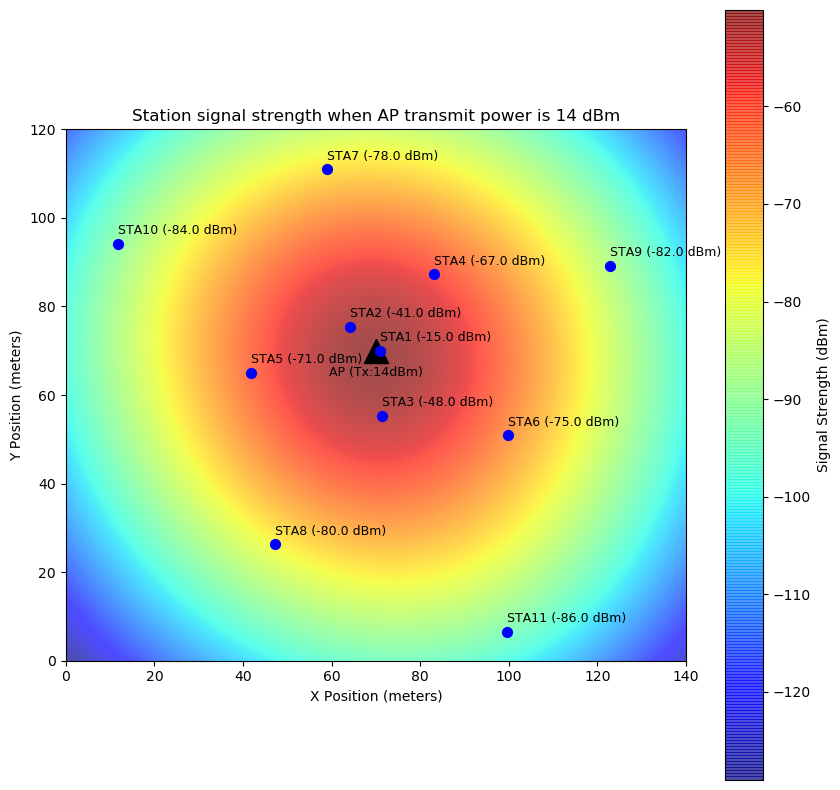 Station signal strength when AP transmit power is 14 dBm
120
100
80
60
40
20
0
Y Position (meters)
STA7 (-78.0 dBm)
STA10 (-84.0 dBm)
STA9 (-82.0 dBm)
STA4 (-67.0 dBm)
STA2 (-41.0 dBm)
STA1 (-15.0 dBm)
STA5 (-71.0 dBm)
AP (Tx:14dBm)
STA3 (-48.0 dBm)
STA6 (-75.0 dBm)
STA8 (-80.0 dBm)
STA11 (-86.0 dBm)
0 20 40 60 80 100 120 140
X Position (meters)
−60
−70
−80
−90
−100
−110
−120
Signal Strength (dBm)